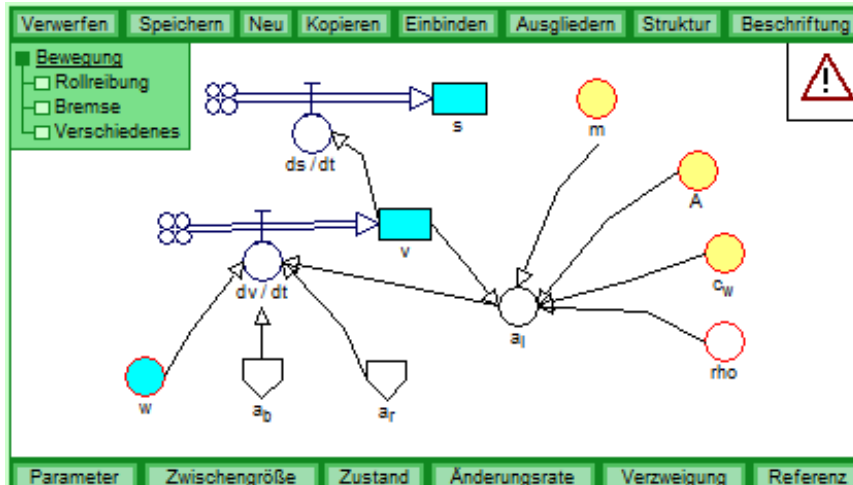 Verwerfen Speichern Neu Kopieren Einbinden Ausgliedern Struktur Beschriftung
Bewegung
Rollreibung
Bremse
Verschiedenes
s
m
ds / dt
A
v
dv / dt
cw
al
rho
w
ab
ar
Parameter Zwischengröße Zustand Änderungsrate Verzweigung Referenz